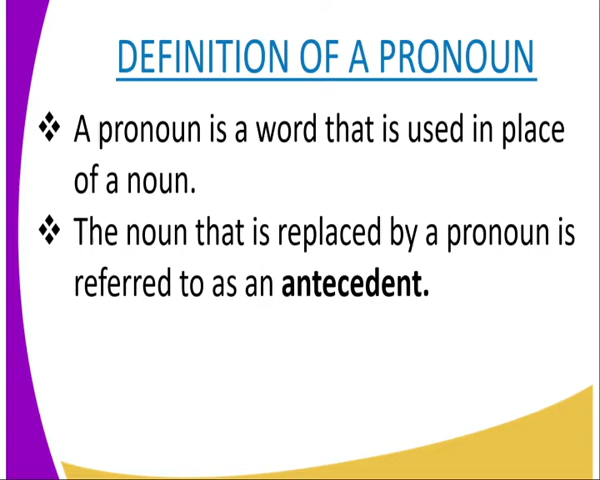 DEFINITION OF A PRONOUN
❖ A pronoun is a word that is used in place
of a noun.
❖ The noun that is replaced by a pronoun is
referred to as an antecedent.